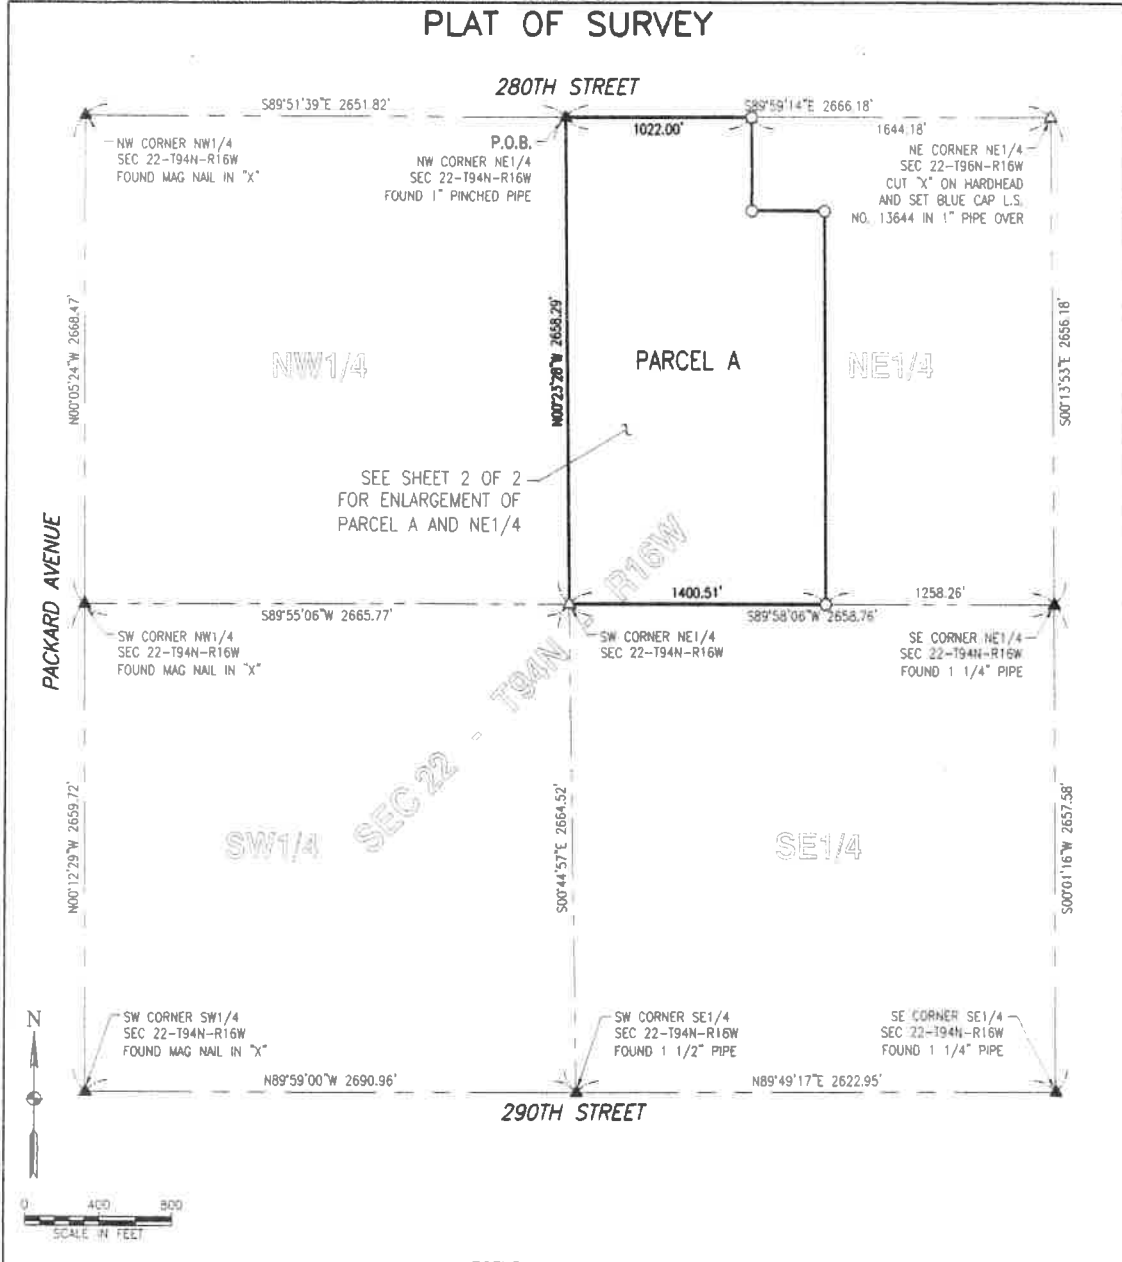 PLAT OF SURVEY
280TH STREET
S89°51'39"E 2651.82'
S89°59'14"E 2666.18'
1022.00'
1644.18'
NW CORNER NW1/4
SEC 22-T94N-R16W
FOUND MAG NAIL IN "X"
P.O.B.
NW CORNER NE1/4
SEC 22-T94N-R16W
FOUND 1" PINCHED PIPE
NE CORNER NE1/4
SEC 22-T96N-R16W
CUT "X" ON HARDHEAD
AND SET BLUE CAP L.S.
NO. 13644 IN 1" PIPE OVER
N00°05'24"W 2668.47'
N00°23'28"W 2658.29'
S00°13'53"E 2656.18'
NW1/4
PARCEL A
NE1/4
SEE SHEET 2 OF 2
FOR ENLARGEMENT OF
PARCEL A AND NE1/4
PACKARD AVENUE
SEC 22 - T94N - R16W
1400.51'
1258.26'
S89°55'06"W 2665.77'
S89°58'06"W 2658.76'
SW CORNER NW1/4
SEC 22-T94N-R16W
FOUND MAG NAIL IN "X"
SW CORNER NE1/4
SEC 22-T94N-R16W
SE CORNER NE1/4
SEC 22-T94N-R16W
FOUND 1 1/4" PIPE
N00°12'29"W 2659.72'
S00°44'57"E 2664.52'
S00°01'16"W 2657.58'
SW1/4
SE1/4
N
SW CORNER SW1/4
SEC 22-T94N-R16W
FOUND MAG NAIL IN "X"
SW CORNER SE1/4
SEC 22-T94N-R16W
FOUND 1 1/2" PIPE
SE CORNER SE1/4
SEC 22-T94N-R16W
FOUND 1 1/4" PIPE
N89°59'00"W 2690.96'
N89°49'17"E 2622.95'
290TH STREET
0 400 800
SCALE IN FEET